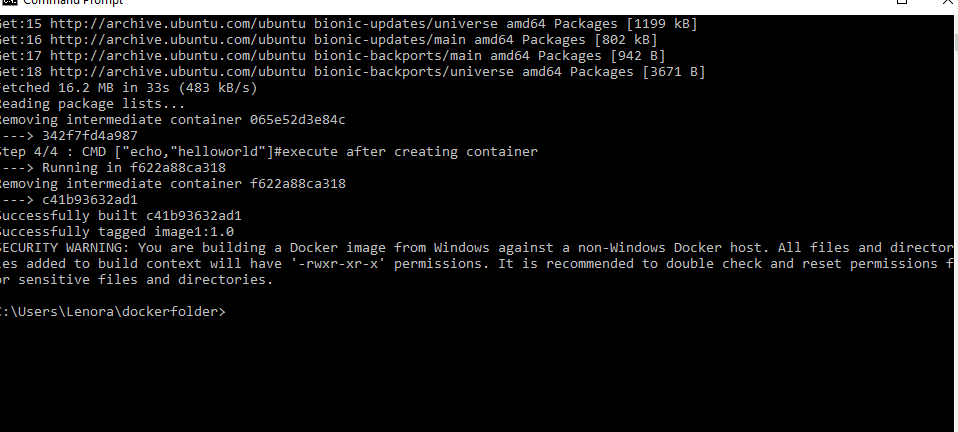 Command Prompt
Get:15 http://archive.ubuntu.com/ubuntu bionic-updates/universe amd64 Packages [1199 kB]
Get:16 http://archive.ubuntu.com/ubuntu bionic-updates/main amd64 Packages [802 kB]
Get:17 http://archive.ubuntu.com/ubuntu bionic-backports/main amd64 Packages [942 B]
Get:18 http://archive.ubuntu.com/ubuntu bionic-backports/universe amd64 Packages [3671 B]
Fetched 16.2 MB in 33s (483 kB/s)
Reading package lists...
Removing intermediate container 065e52d3e84c
---> 342f7fd4a987
Step 4/4 : CMD ["echo,"helloworld"]#execute after creating container
---> Running in f622a88ca318
Removing intermediate container f622a88ca318
---> c41b93632ad1
Successfully built c41b93632ad1
Successfully tagged image1:1.0
SECURITY WARNING: You are building a Docker image from Windows against a non-Windows Docker host. All files and director
ies added to build context will have '-rwxr-xr-x' permissions. It is recommended to double check and reset permissions f
or sensitive files and directories.
C:\Users\Lenora\dockerfolder>